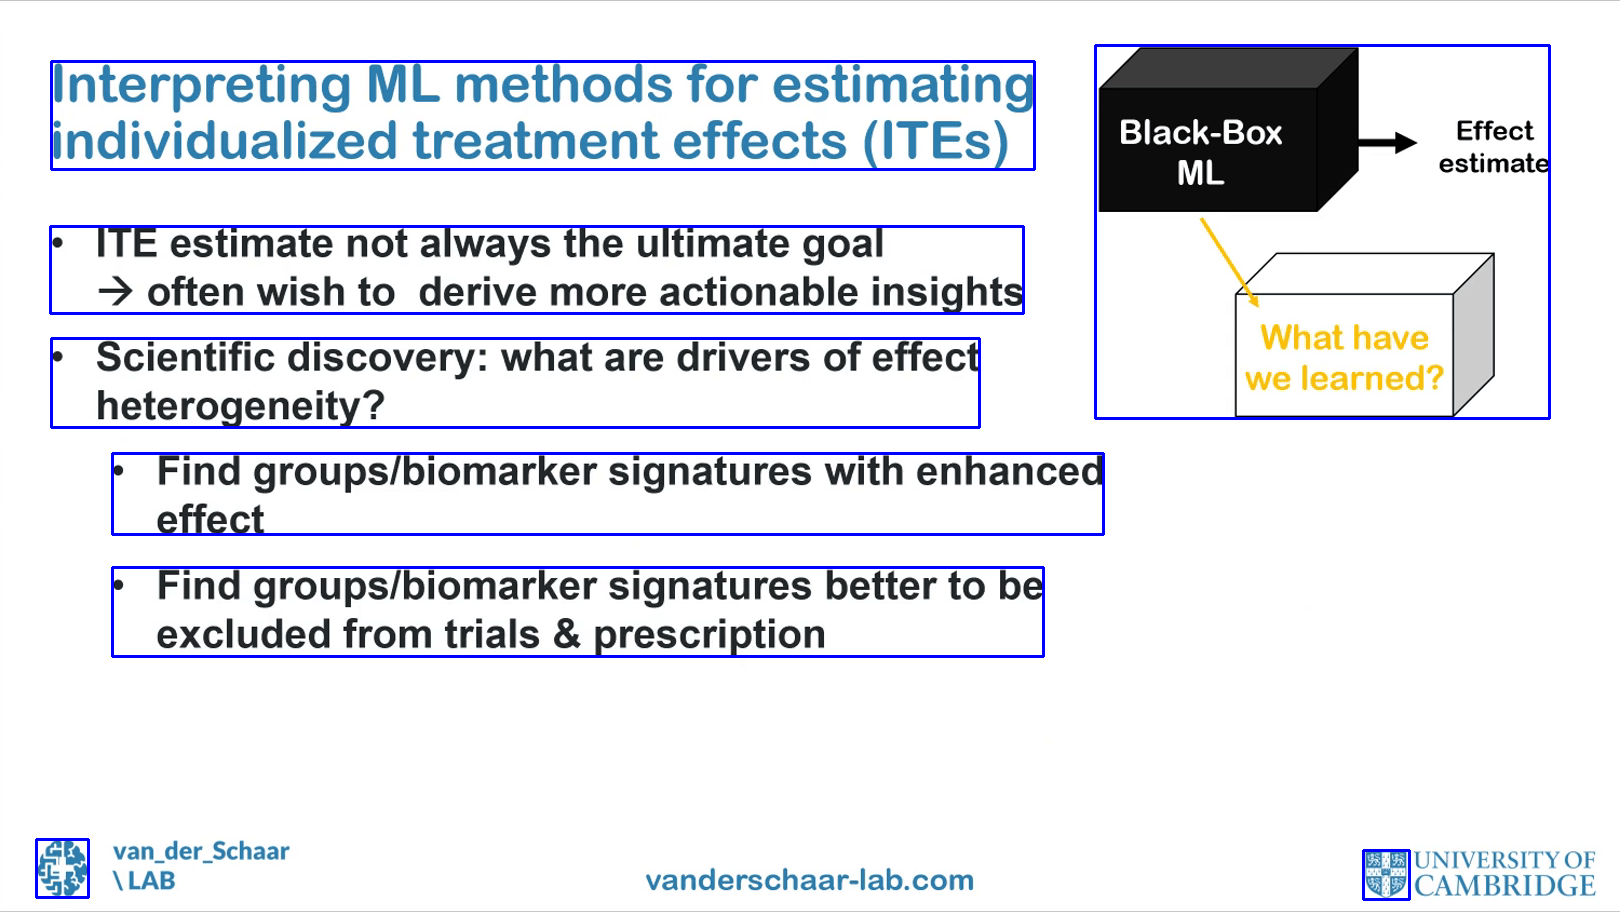 Interpreting ML methods for estimating
individualized treatment effects (ITEs)
• ITE estimate not always the ultimate goal
→ often wish to  derive more actionable insights
• Scientific discovery: what are drivers of effect
heterogeneity?
• Find groups/biomarker signatures with enhanced
effect
• Find groups/biomarker signatures better to be
excluded from trials & prescription
Black-Box
ML
Effect
estimate
What have
we learned?
van_der_Schaar
\ LAB
vanderschaar-lab.com
UNIVERSITY OF
CAMBRIDGE